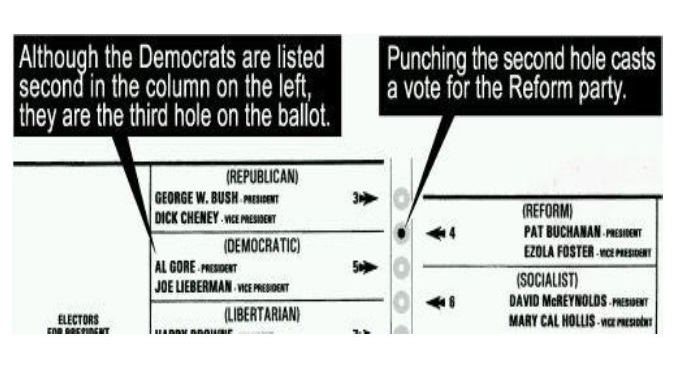 Although the Democrats are listed
second in the column on the left,
they are the third hole on the ballot.
Punching the second hole casts
a vote for the Reform party.
(REPUBLICAN)
GEORGE W. BUSH - PRESIDENT
DICK CHENEY - VICE PRESIDENT
3
(DEMOCRATIC)
AL GORE - PRESIDENT
JOE LIEBERMAN - VICE PRESIDENT
5
(LIBERTARIAN)
ELECTORS
FOR PRESIDENT
(REFORM)
4
PAT BUCHANAN - PRESIDENT
EZOLA FOSTER - VICE PRESIDENT
(SOCIALIST)
6
DAVID McREYNOLDS - PRESIDENT
MARY CAL HOLLIS - VICE PRESIDENT